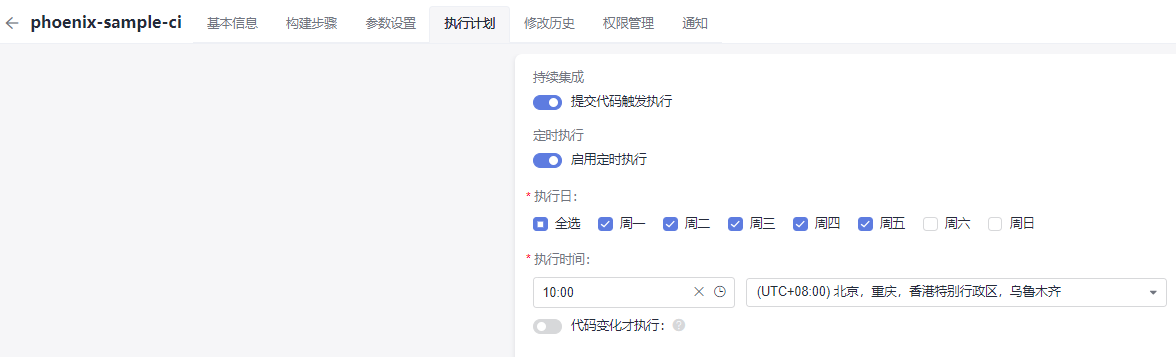 phoenix-sample-ci 基本信息 构建步骤 参数设置 执行计划 修改历史 权限管理 通知
持续集成
提交代码触发执行
定时执行
启用定时执行
* 执行日:
全选 周一 周二 周三 周四 周五 周六 周日
* 执行时间:
10:00 (UTC+08:00) 北京，重庆，香港特别行政区，乌鲁木齐
代码变化才执行: ?